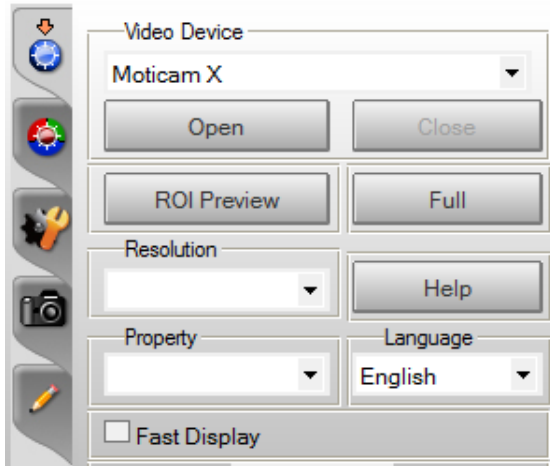 Video Device
Moticam X
Open Close
ROI Preview Full
Resolution
Help
Property Language
English
Fast Display